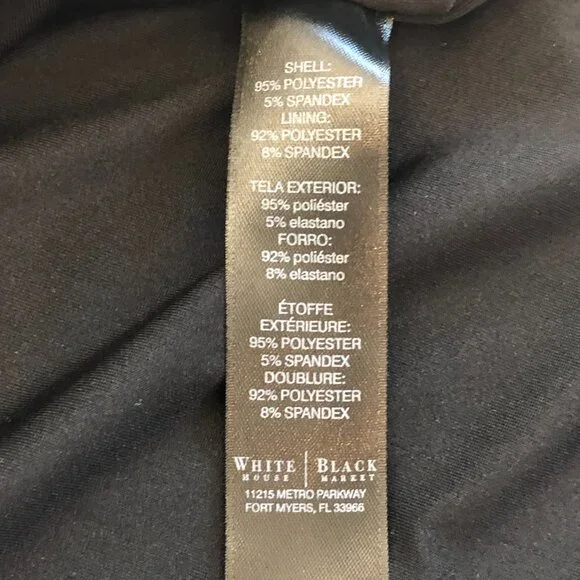 SHELL:
95% POLYESTER
5% SPANDEX
LINING:
92% POLYESTER
8% SPANDEX
TELA EXTERIOR:
95% poliéster
5% elastano
FORRO:
92% poliéster
8% elastano
ÉTOFFE
EXTÉRIEURE:
95% POLYESTER
5% SPANDEX
DOUBLURE:
92% POLYESTER
8% SPANDEX
WHITE | BLACK
HOUSE | MARKET
11215 METRO PARKWAY
FORT MYERS, FL 33966